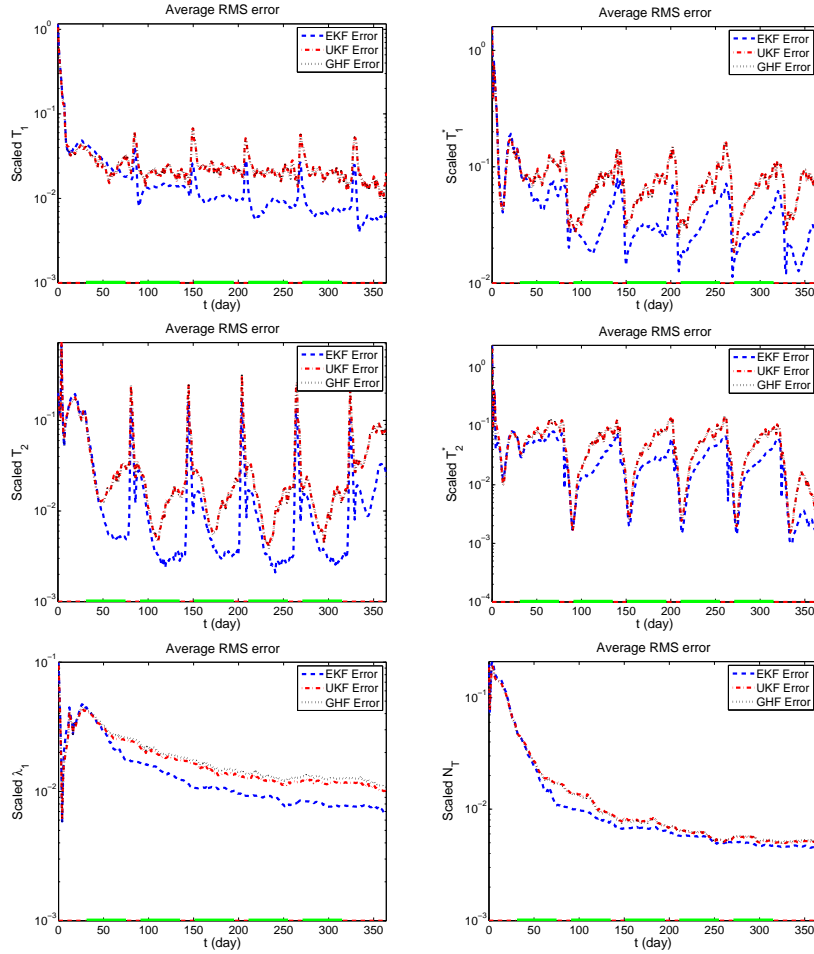 Average RMS error
EKF Error
UKF Error
GHF Error
Scaled T_1
10^1
10^0
10^{-1}
10^{-2}
10^{-3}
0 50 100 150 200 250 300 350
t (day)
Average RMS error
EKF Error
UKF Error
GHF Error
Scaled T_1^*
10^0
10^{-1}
10^{-2}
0 50 100 150 200 250 300 350
t (day)
Average RMS error
EKF Error
UKF Error
GHF Error
Scaled T_2
10^{-1}
10^{-2}
10^{-3}
0 50 100 150 200 250 300 350
t (day)
Average RMS error
EKF Error
UKF Error
GHF Error
Scaled T_2^*
10^0
10^{-1}
10^{-2}
10^{-3}
10^{-4}
0 50 100 150 200 250 300 350
t (day)
Average RMS error
EKF Error
UKF Error
GHF Error
Scaled λ_1
10^{-1}
10^{-2}
10^{-3}
0 50 100 150 200 250 300 350
t (day)
Average RMS error
EKF Error
UKF Error
GHF Error
Scaled N_T
10^{-1}
10^{-2}
10^{-3}
0 50 100 150 200 250 300 350
t (day)